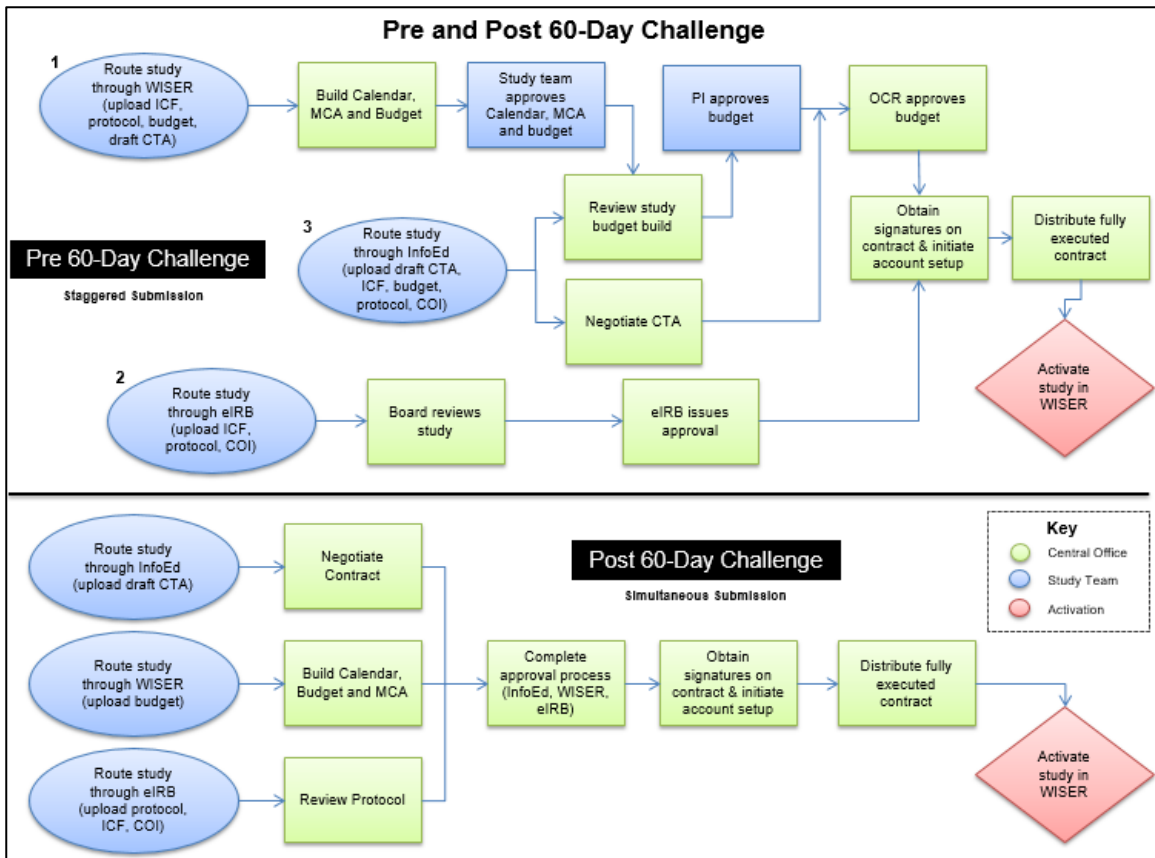 Pre and Post 60-Day Challenge
1
Route study
through WISER
(upload ICF,
protocol, budget,
draft CTA)
Build Calendar,
MCA and Budget
Study team
approves
Calendar, MCA
and budget
PI approves
budget
OCR approves
budget
Pre 60-Day Challenge
Staggered Submission
3
Route study
through InfoEd
(upload draft CTA,
ICF, budget,
protocol, COI)
Review study
budget build
Negotiate CTA
Obtain
signatures on
contract & initiate
account setup
Distribute fully
executed
contract
Activate
study in
WISER
2
Route study
through eIRB
(upload ICF,
protocol, COI)
Board reviews
study
eIRB issues
approval
Route study
through InfoEd
(upload draft CTA)
Negotiate
Contract
Post 60-Day Challenge
Simultaneous Submission
Key
Central Office
Study Team
Activation
Route study
through WISER
(upload budget)
Build Calendar,
Budget and MCA
Complete
approval process
(InfoEd, WISER,
eIRB)
Obtain
signatures on
contract & initiate
account setup
Distribute fully
executed
contract
Activate
study in
WISER
Route study
through eIRB
(upload protocol,
ICF, COI)
Review Protocol